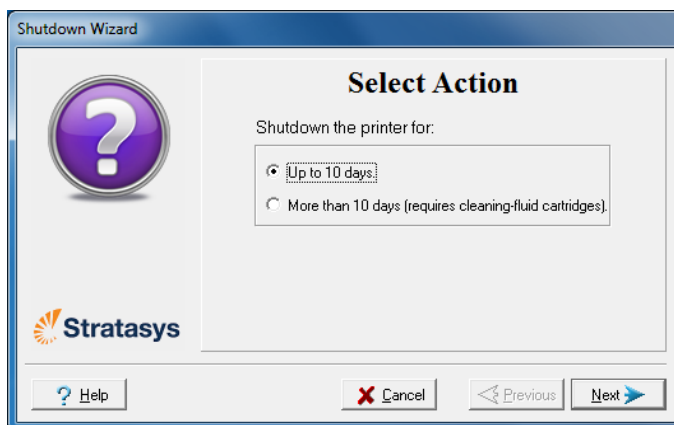 Shutdown Wizard
Select Action
Shutdown the printer for:
Up to 10 days.
More than 10 days (requires cleaning-fluid cartridges).
Stratasys
? Help
Cancel
Previous
Next